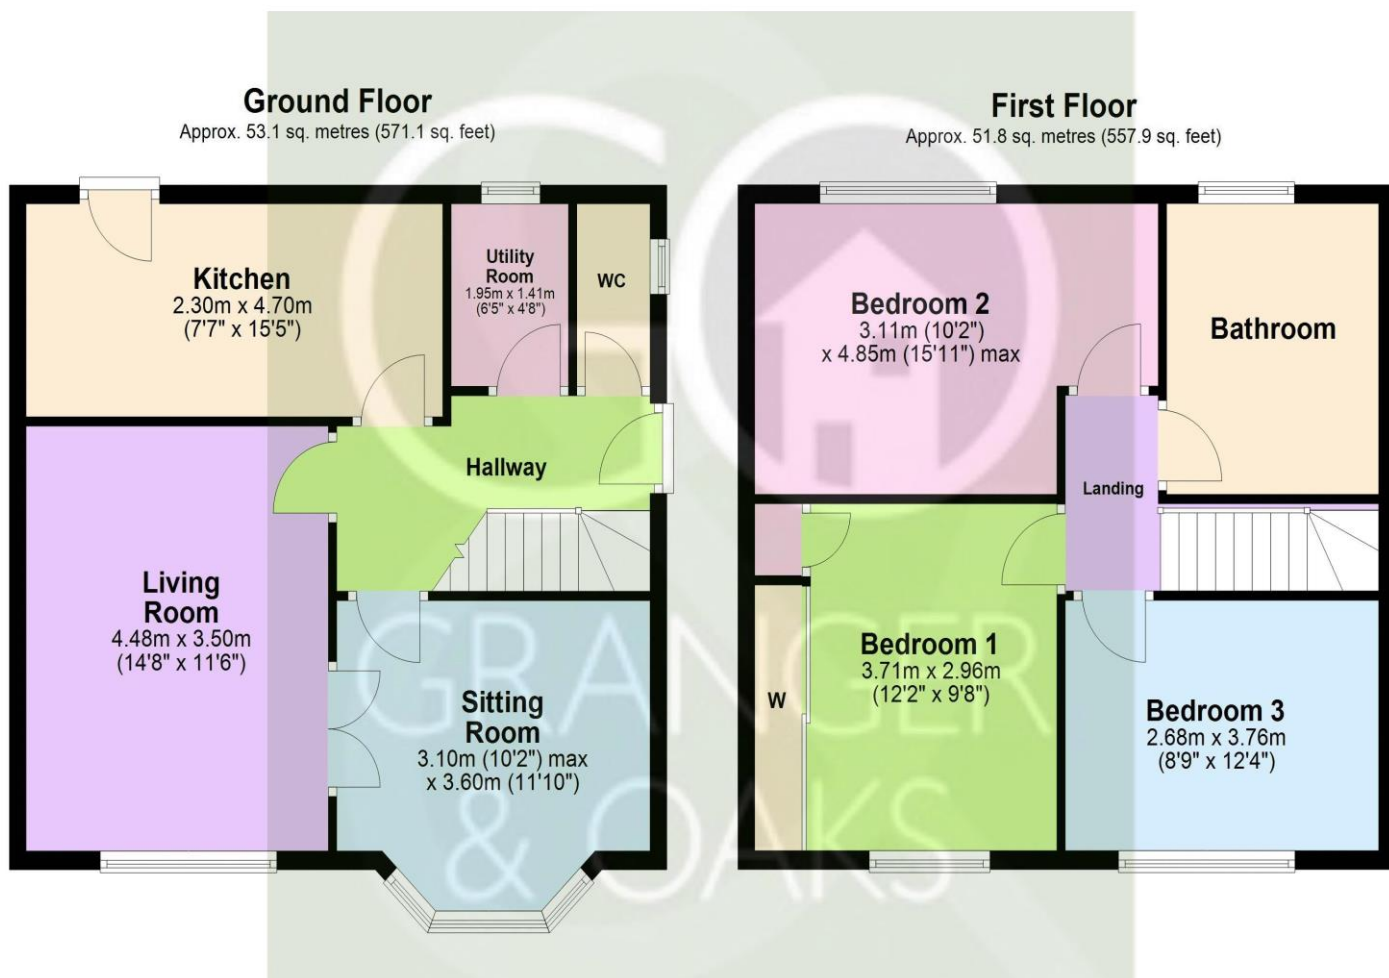 Ground Floor
Approx. 53.1 sq. metres (571.1 sq. feet)
Kitchen
2.30m x 4.70m
(7'7" x 15'5")
Utility
Room
1.95m x 1.41m
(6'5" x 4'8")
WC
Hallway
Living
Room
4.48m x 3.50m
(14'8" x 11'6")
Sitting
Room
3.10m (10'2") max
x 3.60m (11'10")
First Floor
Approx. 51.8 sq. metres (557.9 sq. feet)
Bedroom 2
3.11m (10'2")
x 4.85m (15'11") max
Bathroom
Landing
Bedroom 1
3.71m x 2.96m
(12'2" x 9'8")
W
Bedroom 3
2.68m x 3.76m
(8'9" x 12'4")
GO
GRANGER
& OAKS